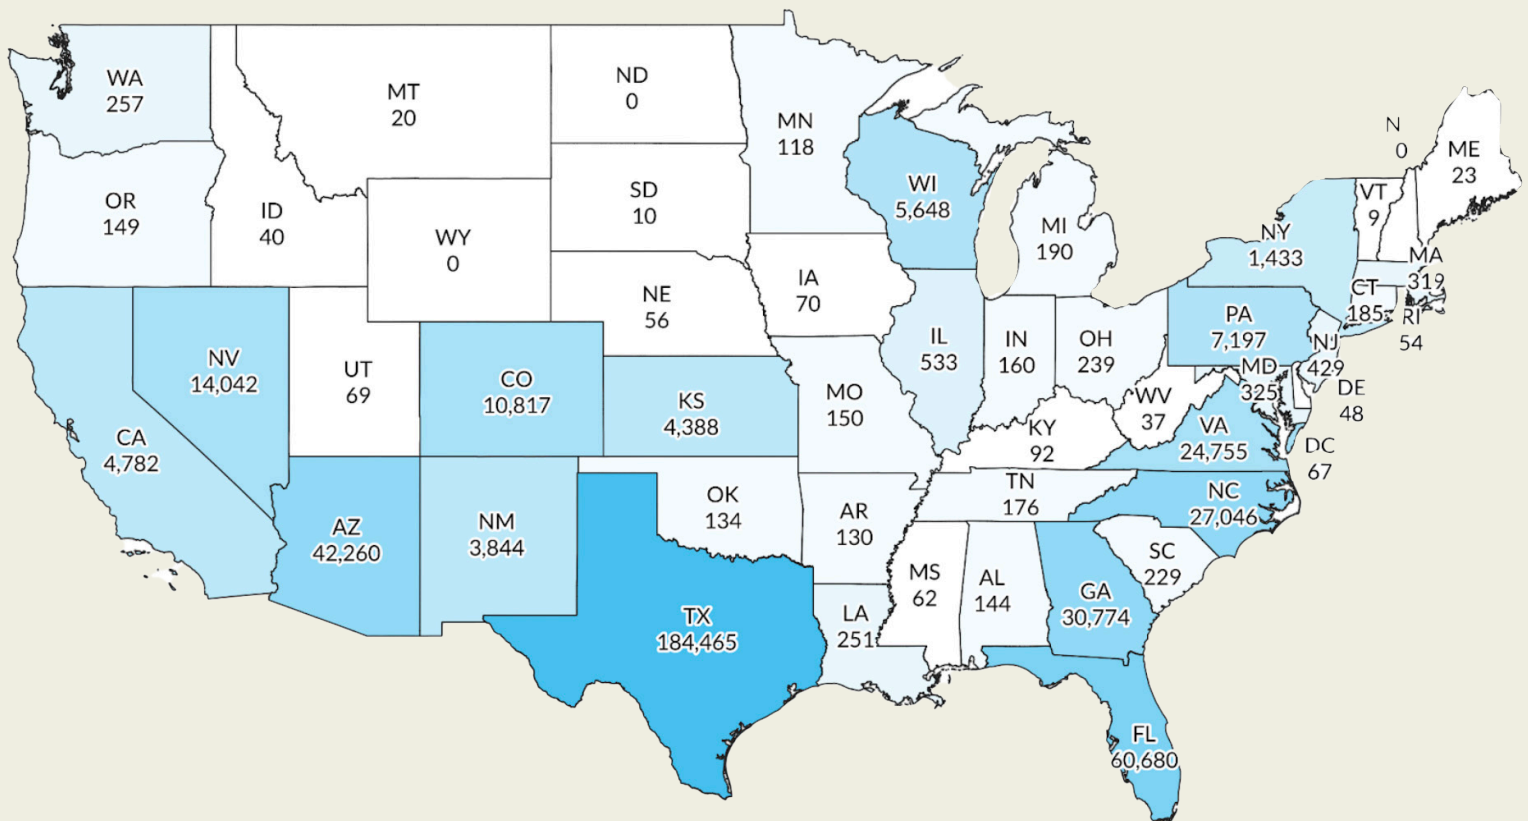 WA
257
MT
20
ND
0
MN
118
OR
149
ID
40
WY
0
SD
10
WI
5,648
MI
190
N
0
ME
23
VT
9
NY
1,433
MA
319
CT
185
RI
54
NV
14,042
UT
69
CO
10,817
NE
56
IA
70
IL
533
IN
160
OH
239
PA
7,197
NJ
429
MD
325
DE
48
DC
67
CA
4,782
KS
4,388
MO
150
KY
92
WV
37
VA
24,755
AZ
42,260
NM
3,844
OK
134
AR
130
TN
176
NC
27,046
SC
229
TX
184,465
LA
251
MS
62
AL
144
GA
30,774
FL
60,680